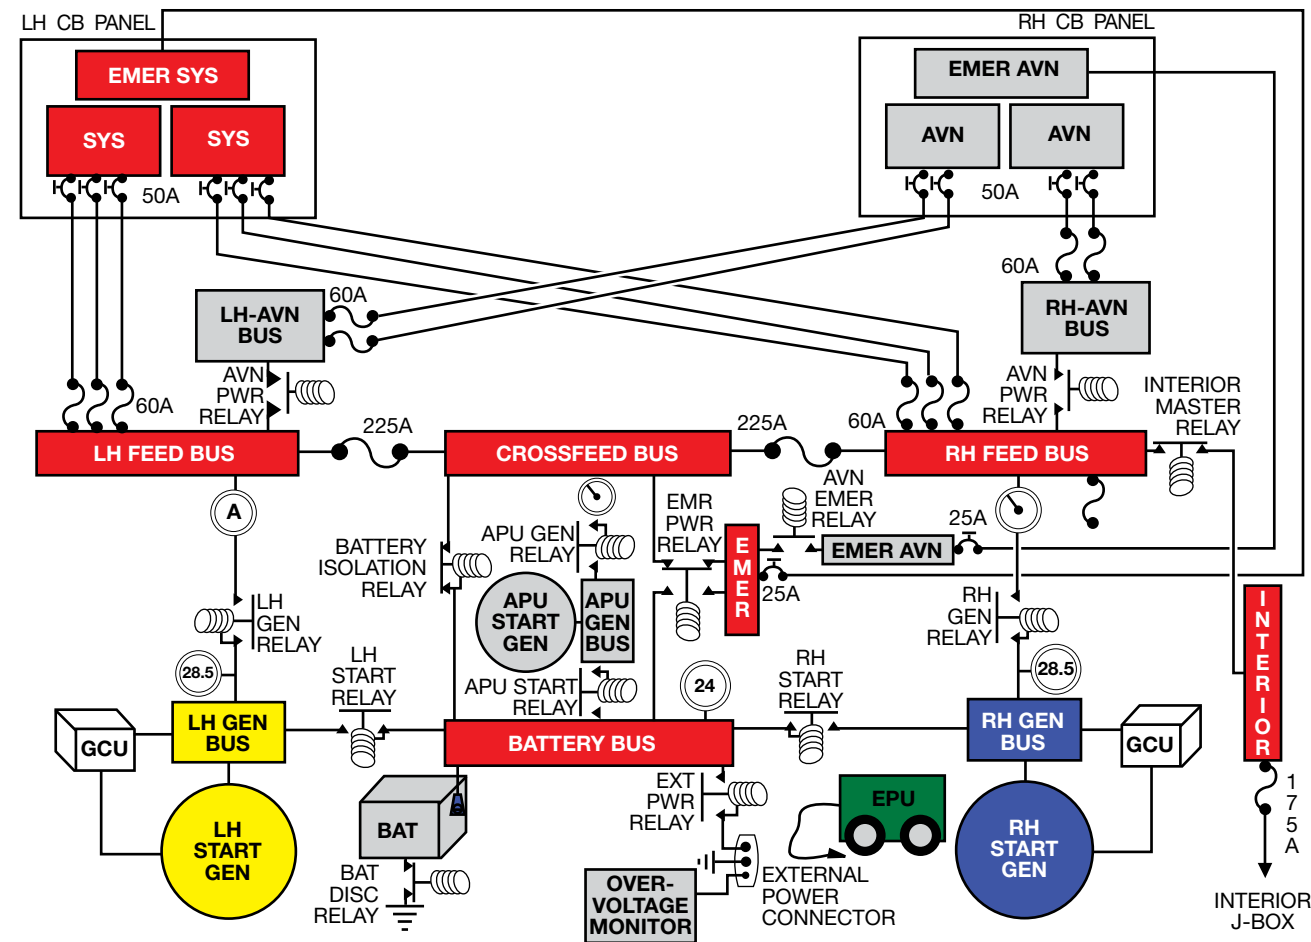 LH CB PANEL
RH CB PANEL
EMER SYS
EMER AVN
SYS
SYS
AVN
AVN
50A
50A
60A
60A
LH-AVN
BUS
RH-AVN
BUS
AVN
PWR
RELAY
AVN
PWR
RELAY
INTERIOR
MASTER
RELAY
60A
225A
225A
60A
LH FEED BUS
CROSSFEED BUS
RH FEED BUS
A
APU GEN
RELAY
EMR
PWR
RELAY
AVN
EMER
RELAY
25A
BATTERY
ISOLATION
RELAY
EMER
EMER AVN
25A
LH
GEN
RELAY
APU
START
GEN
APU
GEN
BUS
RH
GEN
RELAY
INTERIOR
28.5
LH
START
RELAY
APU START
RELAY
24
RH
START
RELAY
28.5
GCU
LH GEN
BUS
BATTERY BUS
RH GEN
BUS
GCU
LH
START
GEN
BAT
EXT
PWR
RELAY
EPU
RH
START
GEN
175A
BAT
DISC
RELAY
OVER-
VOLTAGE
MONITOR
EXTERNAL
POWER
CONNECTOR
INTERIOR
J-BOX